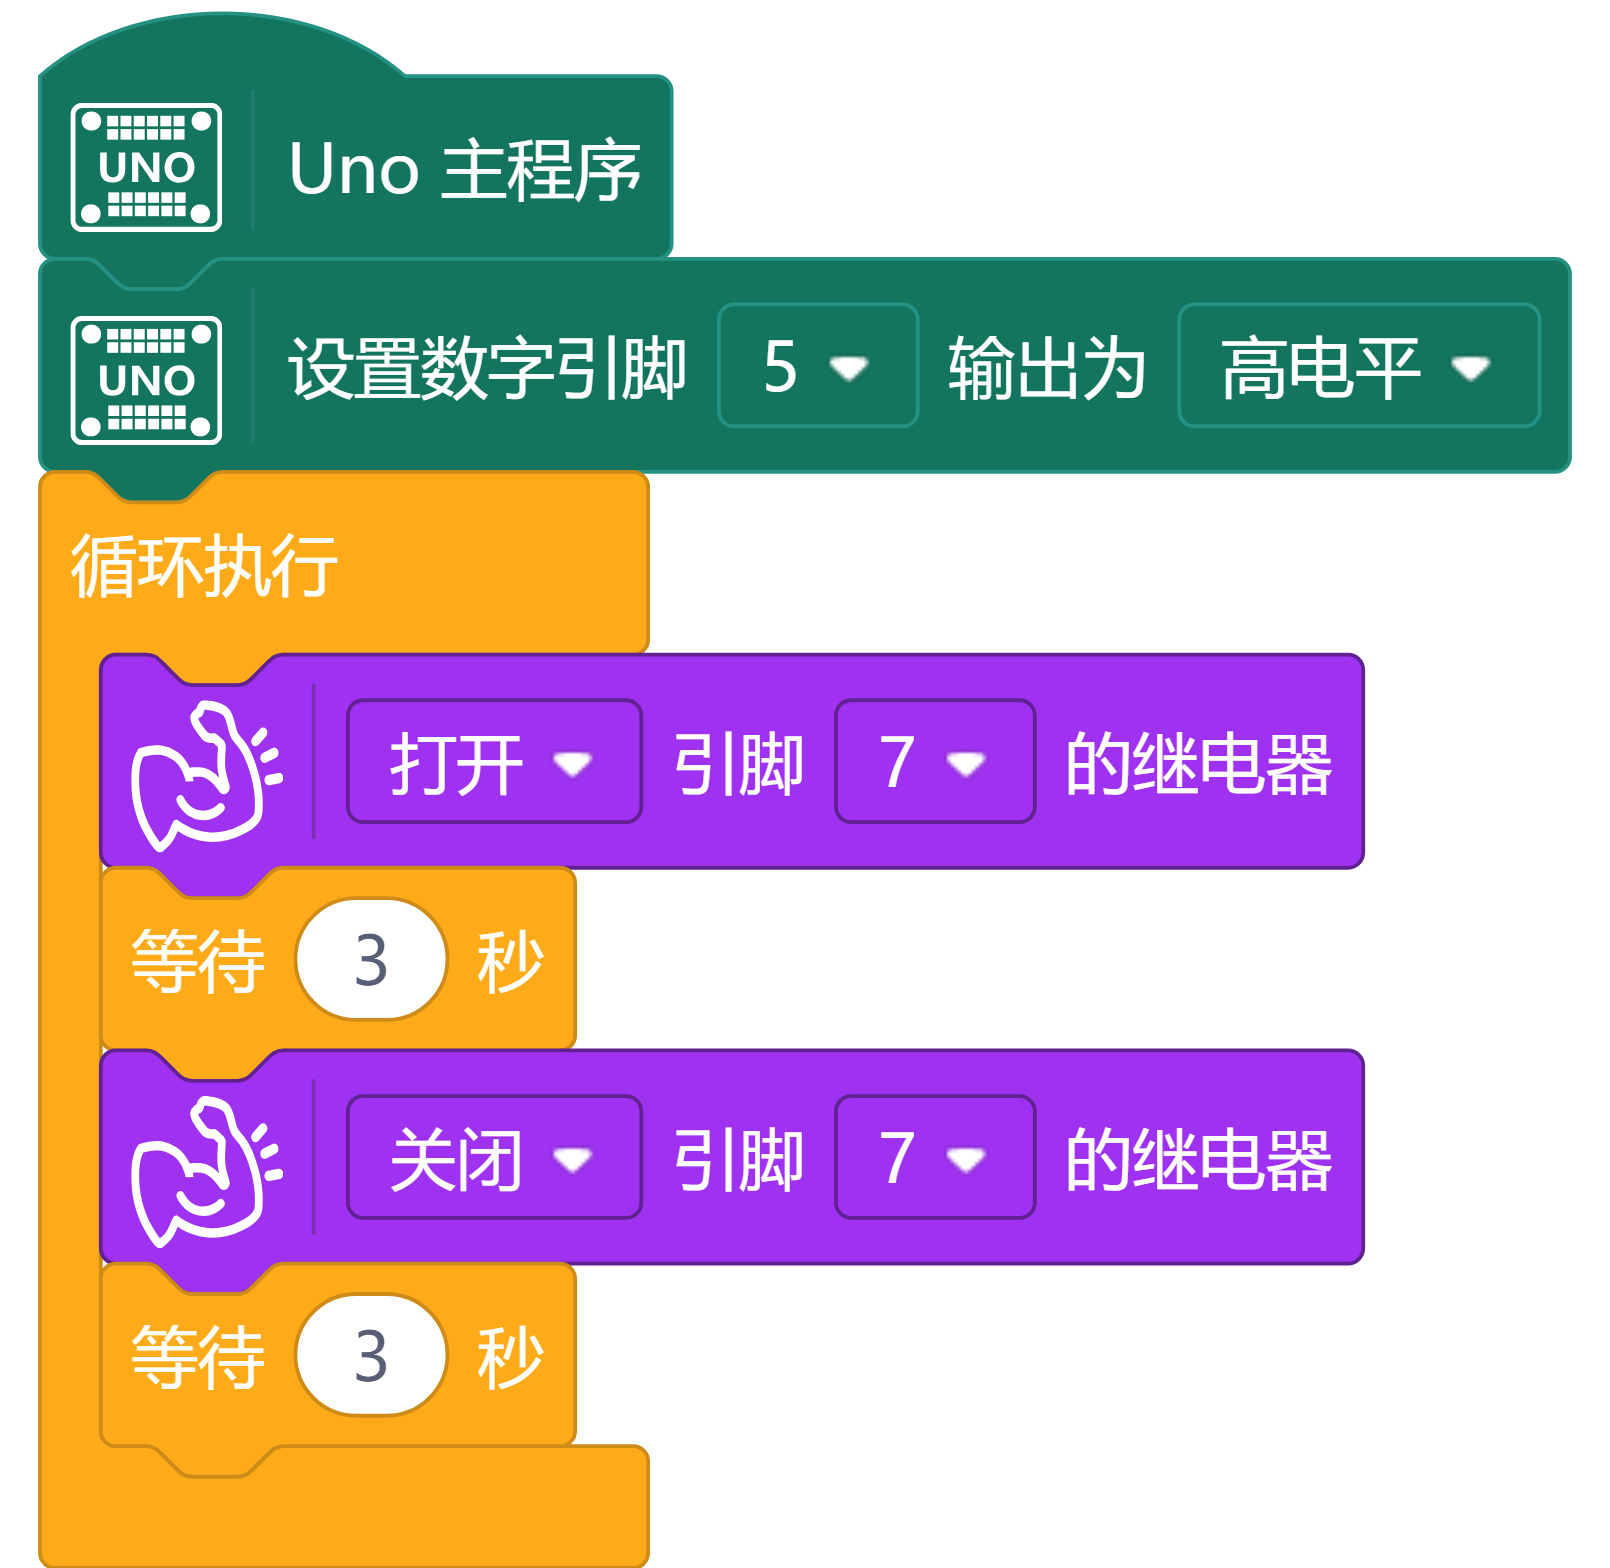 UNO Uno 主程序
UNO 设置数字引脚 5 输出为 高电平
循环执行
打开 引脚 7 的继电器
等待 3 秒
关闭 引脚 7 的继电器
等待 3 秒